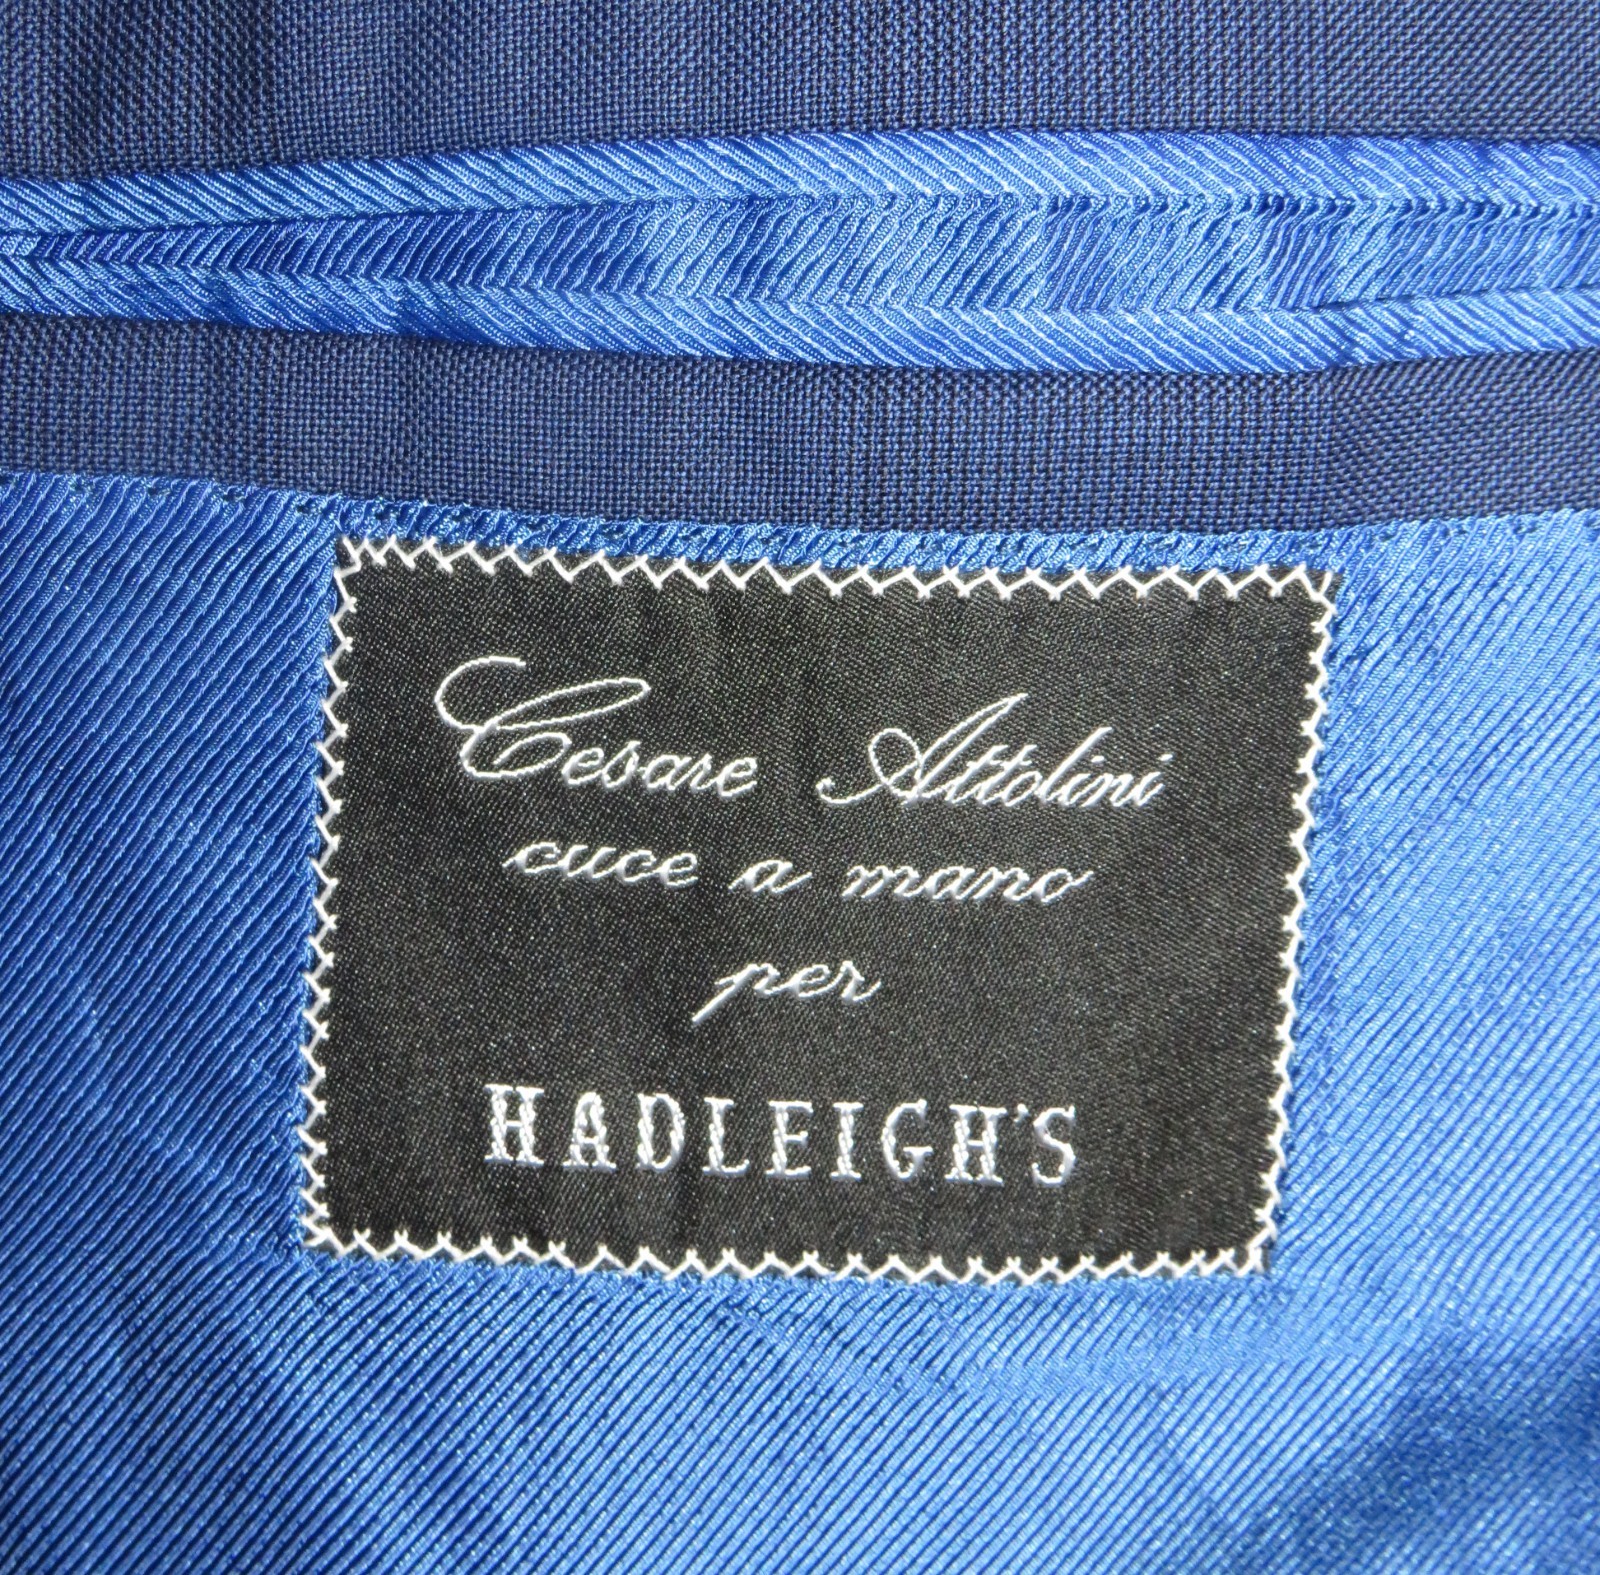 Cesare Attolini
cuce a mano
per
HADLEIGH'S